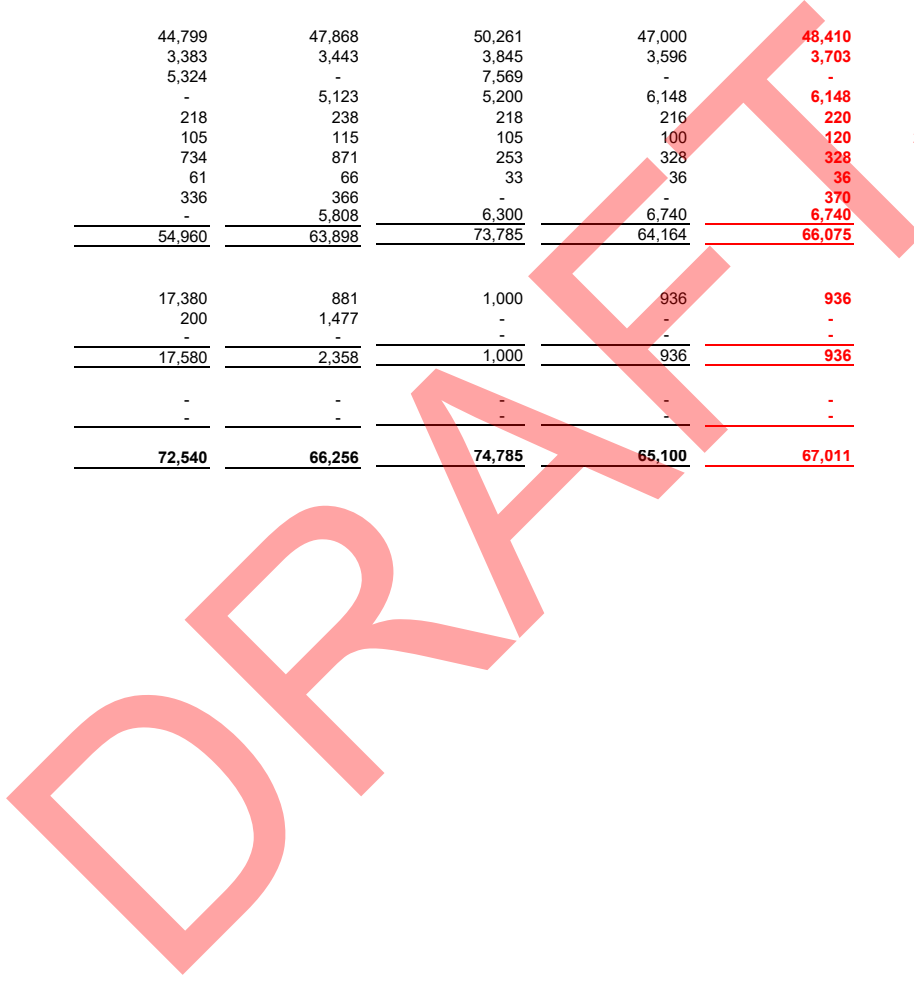 44,799 47,868 50,261 47,000 48,410
3,383 3,443 3,845 3,596 3,703
5,324 - 7,569 - -
- 5,123 5,200 6,148 6,148
218 238 218 216 220
105 115 105 100 120
734 871 253 328 328
61 66 33 36 36
336 366 - - 370
- 5,808 6,300 6,740 6,740
54,960 63,898 73,785 64,164 66,075
17,380 881 1,000 936 936
200 1,477 - - -
- - - - -
17,580 2,358 1,000 936 936
- - - - -
- - - - -
72,540 66,256 74,785 65,100 67,011
DRAFT